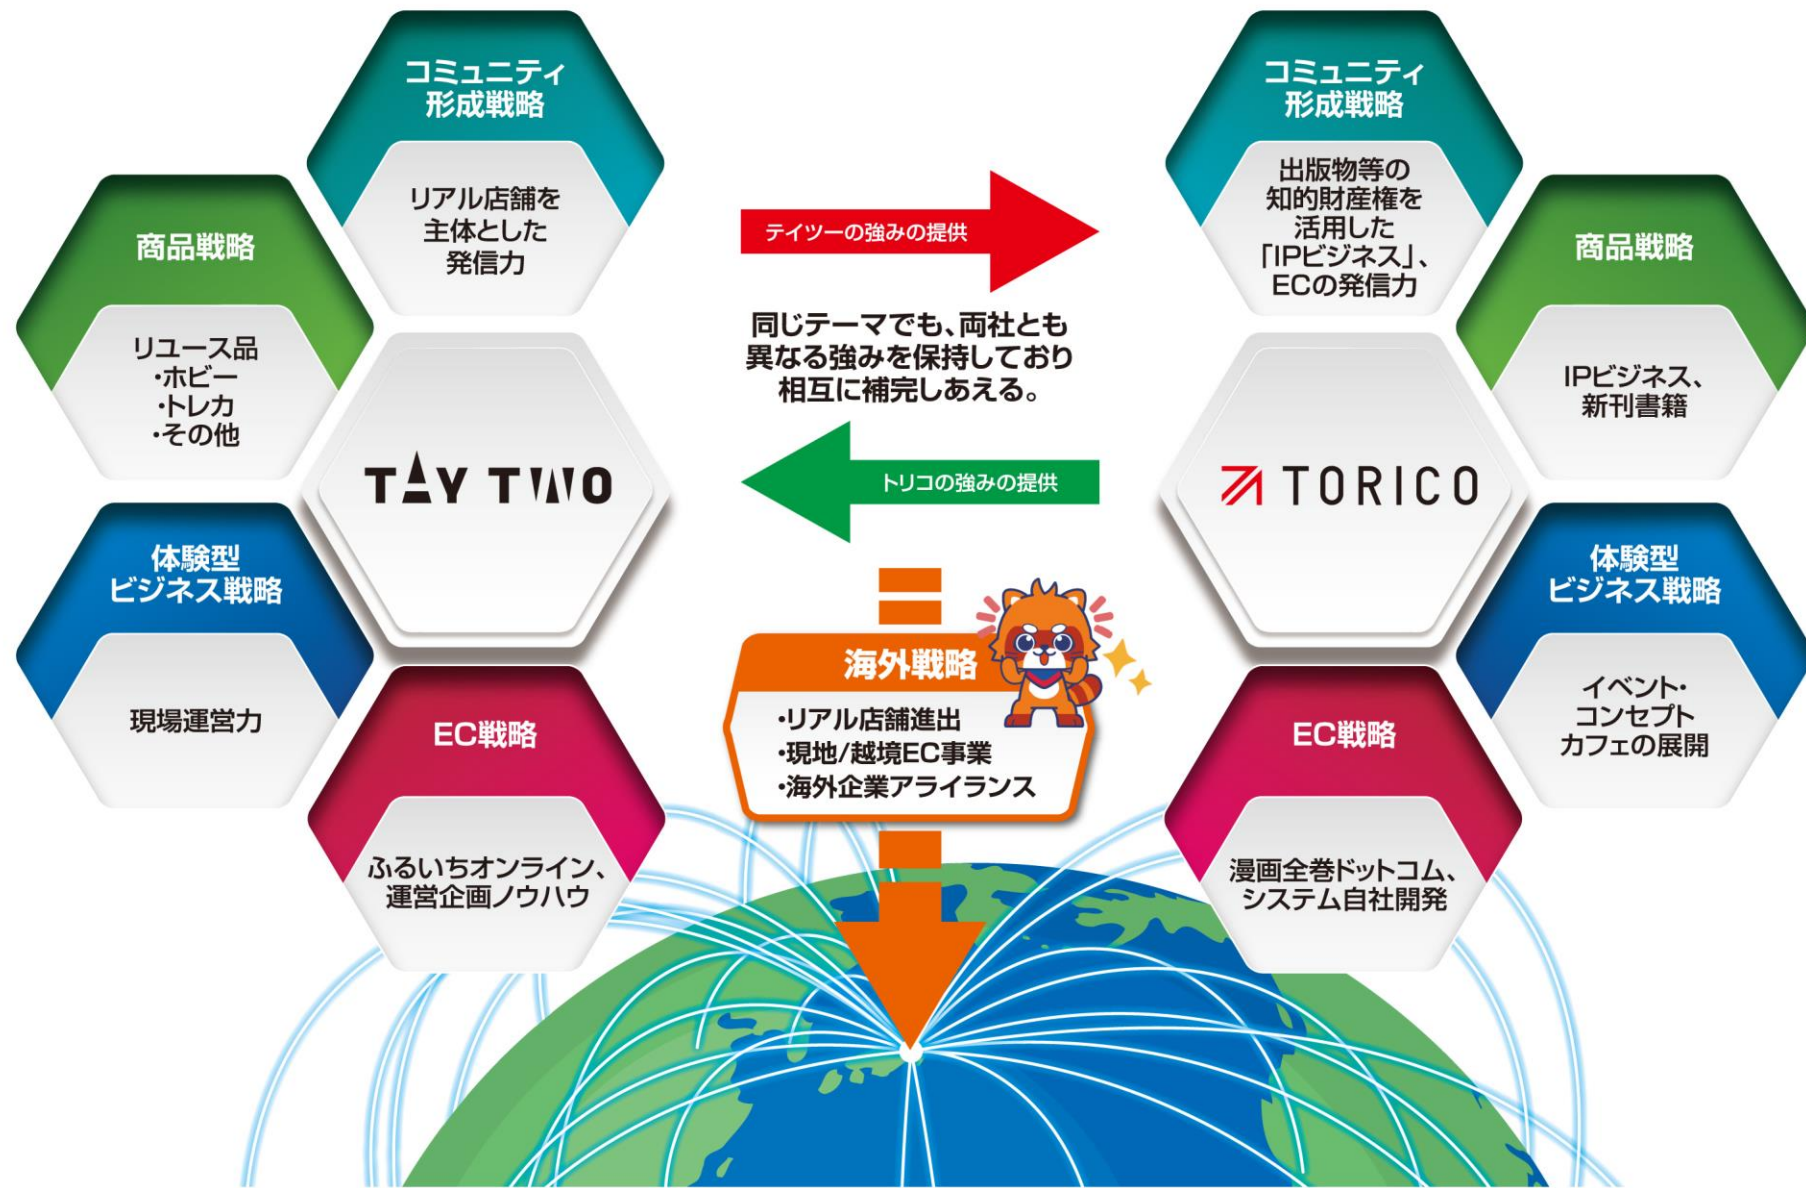 コミュニティ
形成戦略
リアル店舗を
主体とした
発信力
商品戦略
リユース品
・ホビー
・トレカ
・その他
TAY TWO
体験型
ビジネス戦略
現場運営力
EC戦略
ふるいちオンライン、
運営企画ノウハウ
テイツーの強みの提供
同じテーマでも、両社とも
異なる強みを保持しており
相互に補完しあえる。
トリコの強みの提供
海外戦略
・リアル店舗進出
・現地/越境EC事業
・海外企業アライランス
コミュニティ
形成戦略
出版物等の
知的財産権を
活用した
「IPビジネス」、
ECの発信力
商品戦略
IPビジネス、
新刊書籍
TORICO
体験型
ビジネス戦略
イベント・
コンセプト
カフェの展開
EC戦略
漫画全巻ドットコム、
システム自社開発